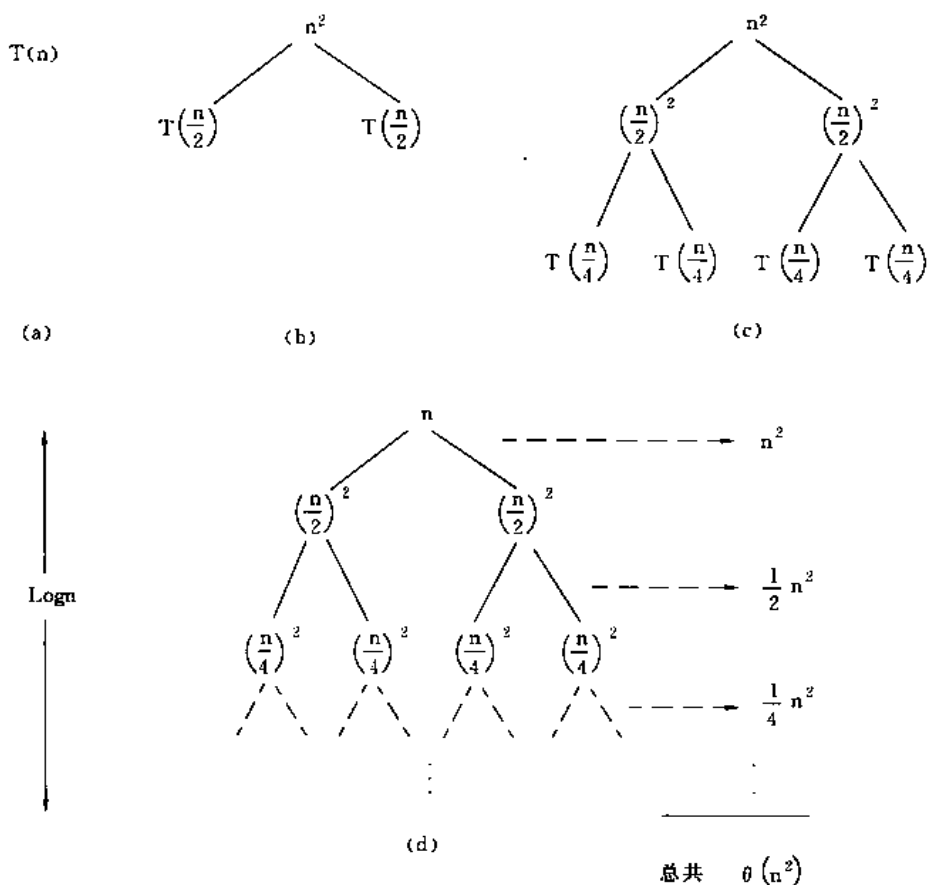 T(n)
n²
T(n/2) T(n/2)
n²
(n/2)² (n/2)²
T(n/4) T(n/4) T(n/4) T(n/4)
(a)
(b)
(c)
n
n²
(n/2)² (n/2)²
Logn
1/2 n²
(n/4)² (n/4)² (n/4)² (n/4)²
1/4 n²
(d)
总共 θ(n²)